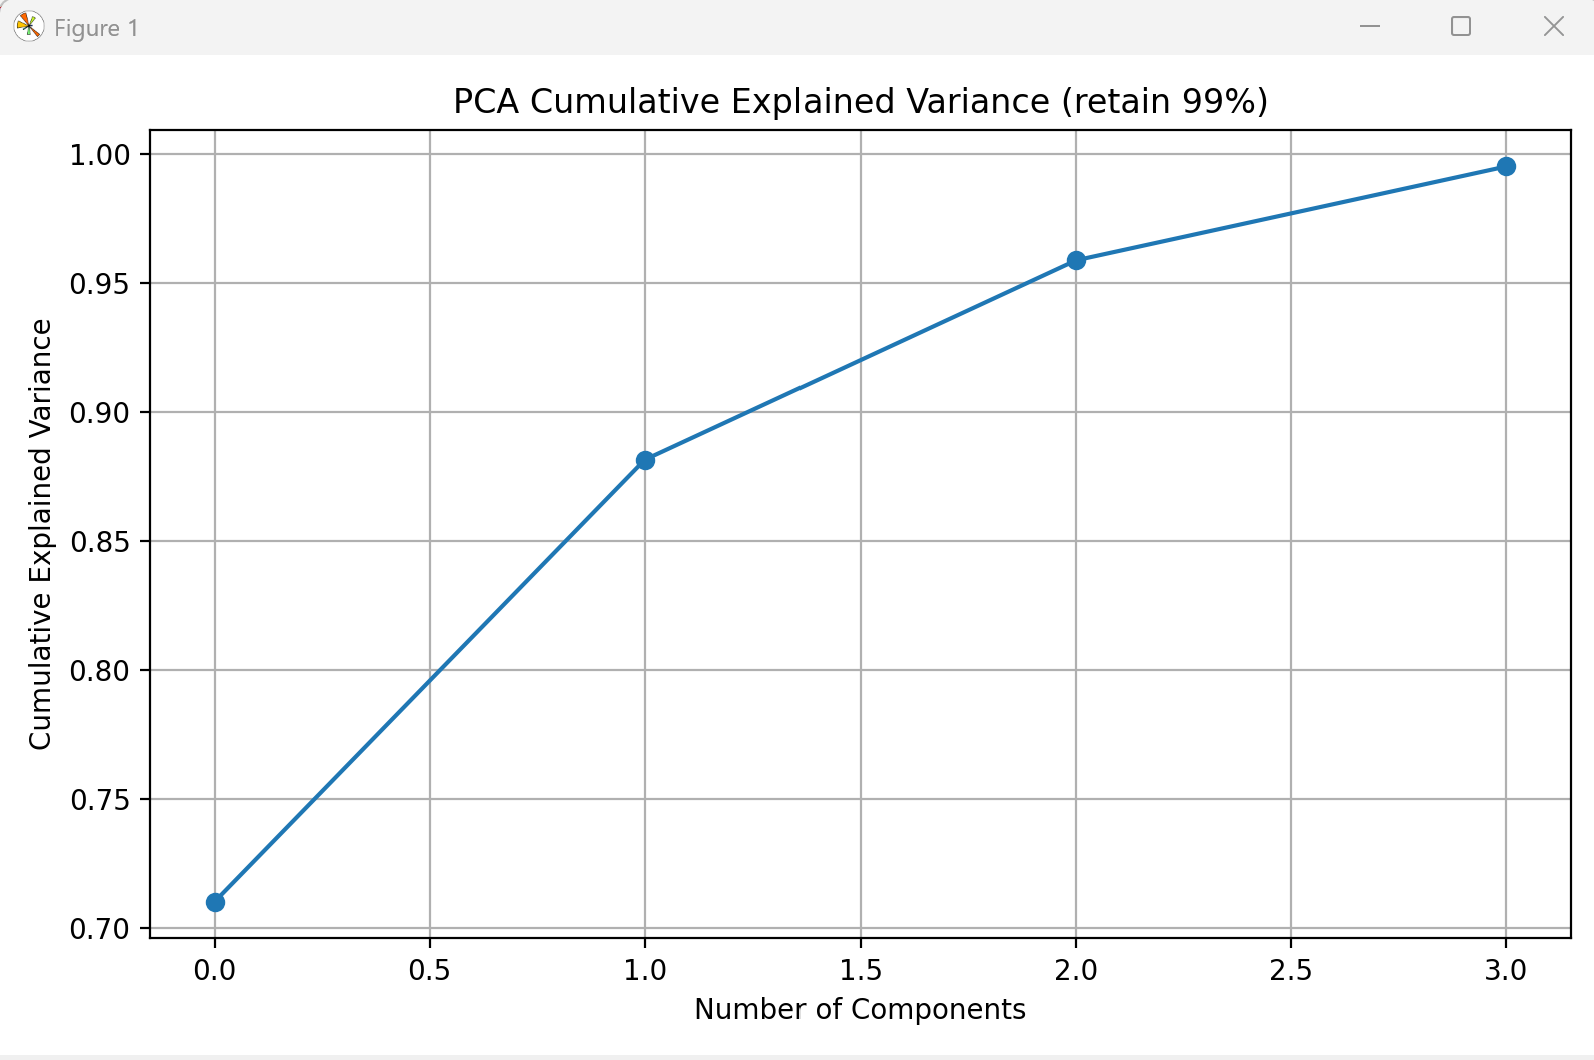 Figure 1
PCA Cumulative Explained Variance (retain 99%)
Cumulative Explained Variance
1.00
0.95
0.90
0.85
0.80
0.75
0.70
0.0 0.5 1.0 1.5 2.0 2.5 3.0
Number of Components